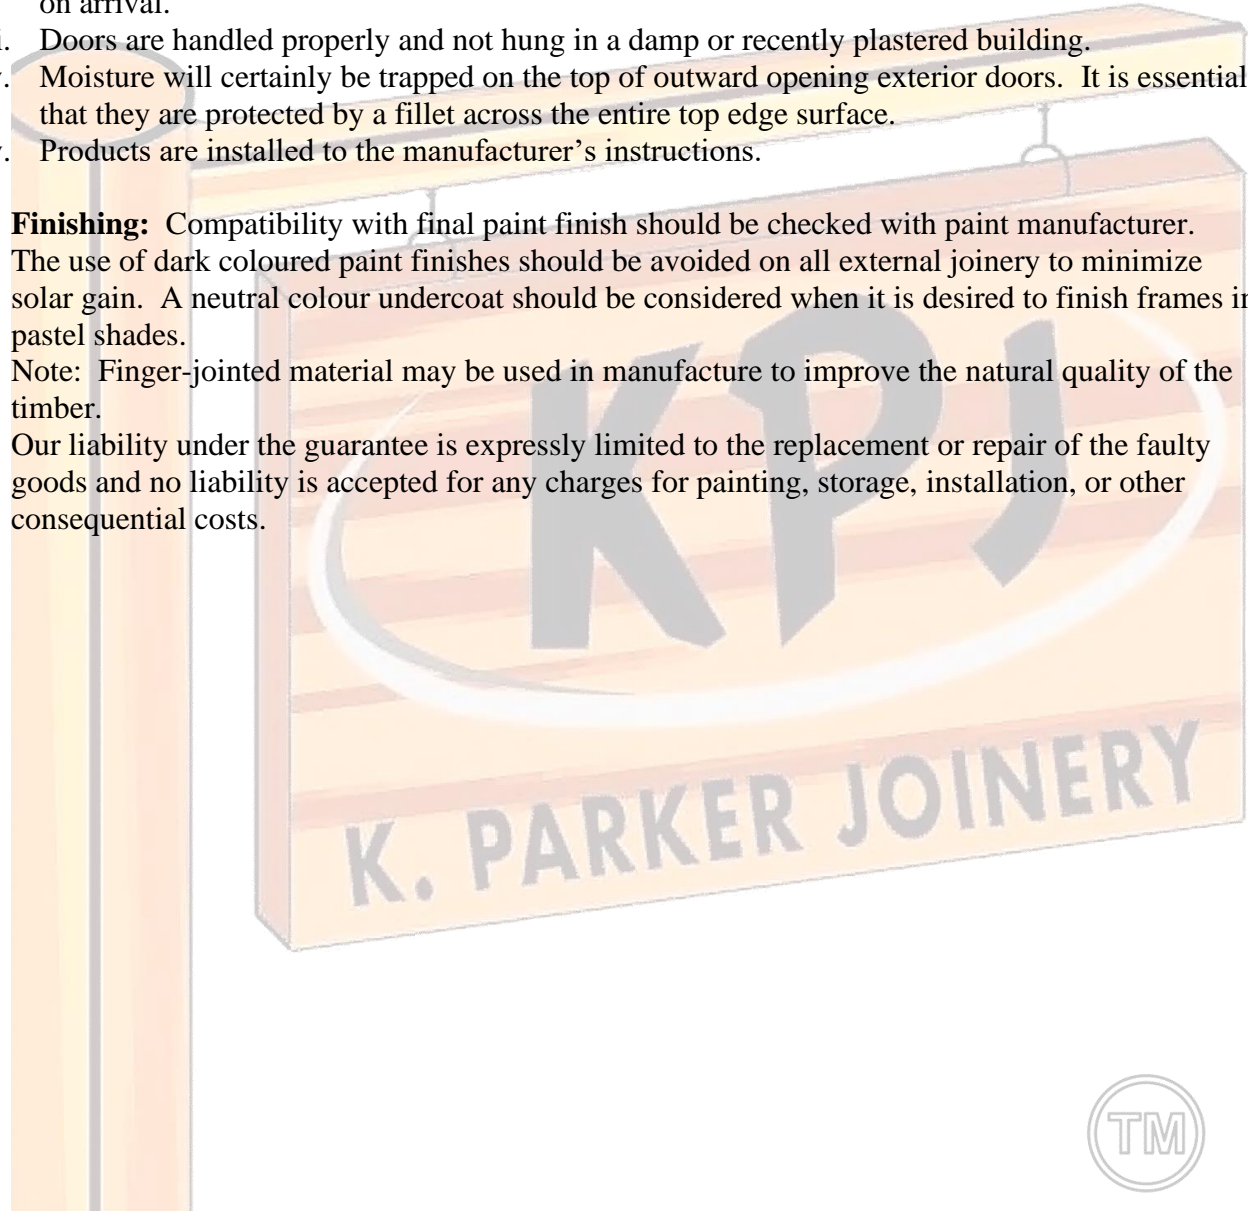 on arrival.
i. Doors are handled properly and not hung in a damp or recently plastered building.
. Moisture will certainly be trapped on the top of outward opening exterior doors. It is essential
that they are protected by a fillet across the entire top edge surface.
. Products are installed to the manufacturer’s instructions.
Finishing: Compatibility with final paint finish should be checked with paint manufacturer.
The use of dark coloured paint finishes should be avoided on all external joinery to minimize
solar gain. A neutral colour undercoat should be considered when it is desired to finish frames in
pastel shades.
Note: Finger-jointed material may be used in manufacture to improve the natural quality of the
timber.
Our liability under the guarantee is expressly limited to the replacement or repair of the faulty
goods and no liability is accepted for any charges for painting, storage, installation, or other
consequential costs.
KPJ
K. PARKER JOINERY
TM